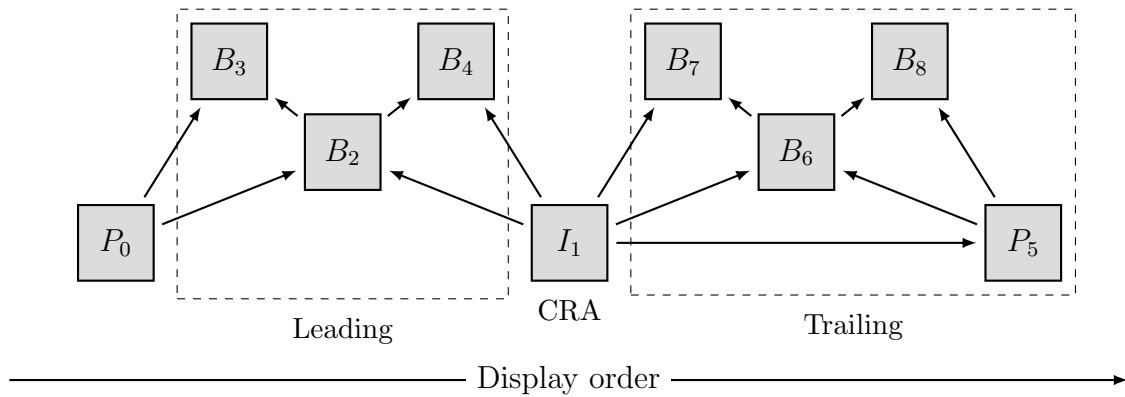 B₃ B₄ B₇ B₈
B₂ B₆
P₀ I₁ P₅
CRA
Leading Trailing
Display order